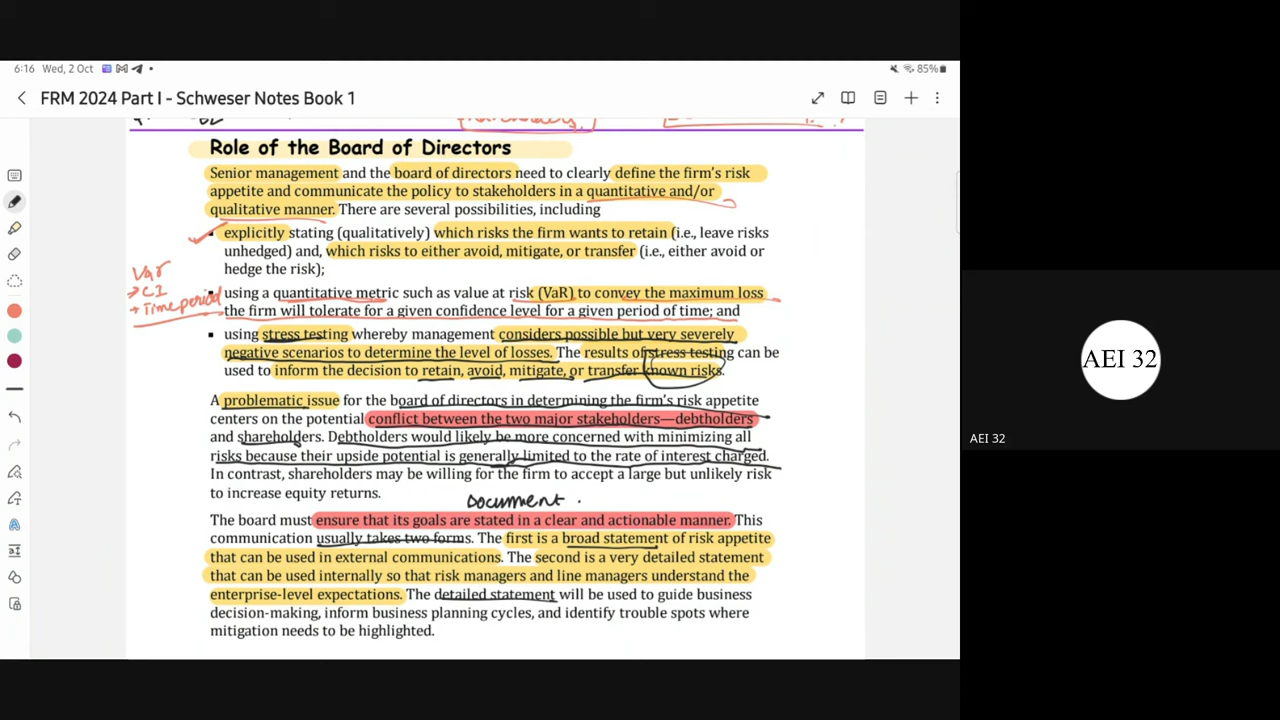 6:16 Wed, 2 Oct
85%
FRM 2024 Part I - Schweser Notes Book 1
Role of the Board of Directors
Senior management and the board of directors need to clearly define the firm's risk
appetite and communicate the policy to stakeholders in a quantitative and/or
qualitative manner. There are several possibilities, including
explicitly stating (qualitatively) which risks the firm wants to retain (i.e., leave risks
unhedged) and, which risks to either avoid, mitigate, or transfer (i.e., either avoid or
hedge the risk);
Var
→ CI
+ Time period
using a quantitative metric such as value at risk (VaR) to convey the maximum loss
the firm will tolerate for a given confidence level for a given period of time; and
using stress testing whereby management considers possible but very severely
negative scenarios to determine the level of losses. The results of stress testing can be
used to inform the decision to retain, avoid, mitigate, or transfer known risks.
A problematic issue for the board of directors in determining the firm's risk appetite
centers on the potential conflict between the two major stakeholders—debtholders
and shareholders. Debtholders would likely be more concerned with minimizing all
risks because their upside potential is generally limited to the rate of interest charged.
In contrast, shareholders may be willing for the firm to accept a large but unlikely risk
to increase equity returns.
Document
The board must ensure that its goals are stated in a clear and actionable manner. This
communication usually takes two forms. The first is a broad statement of risk appetite
that can be used in external communications. The second is a very detailed statement
that can be used internally so that risk managers and line managers understand the
enterprise-level expectations. The detailed statement will be used to guide business
decision-making, inform business planning cycles, and identify trouble spots where
mitigation needs to be highlighted.
AEI 32
AEI 32